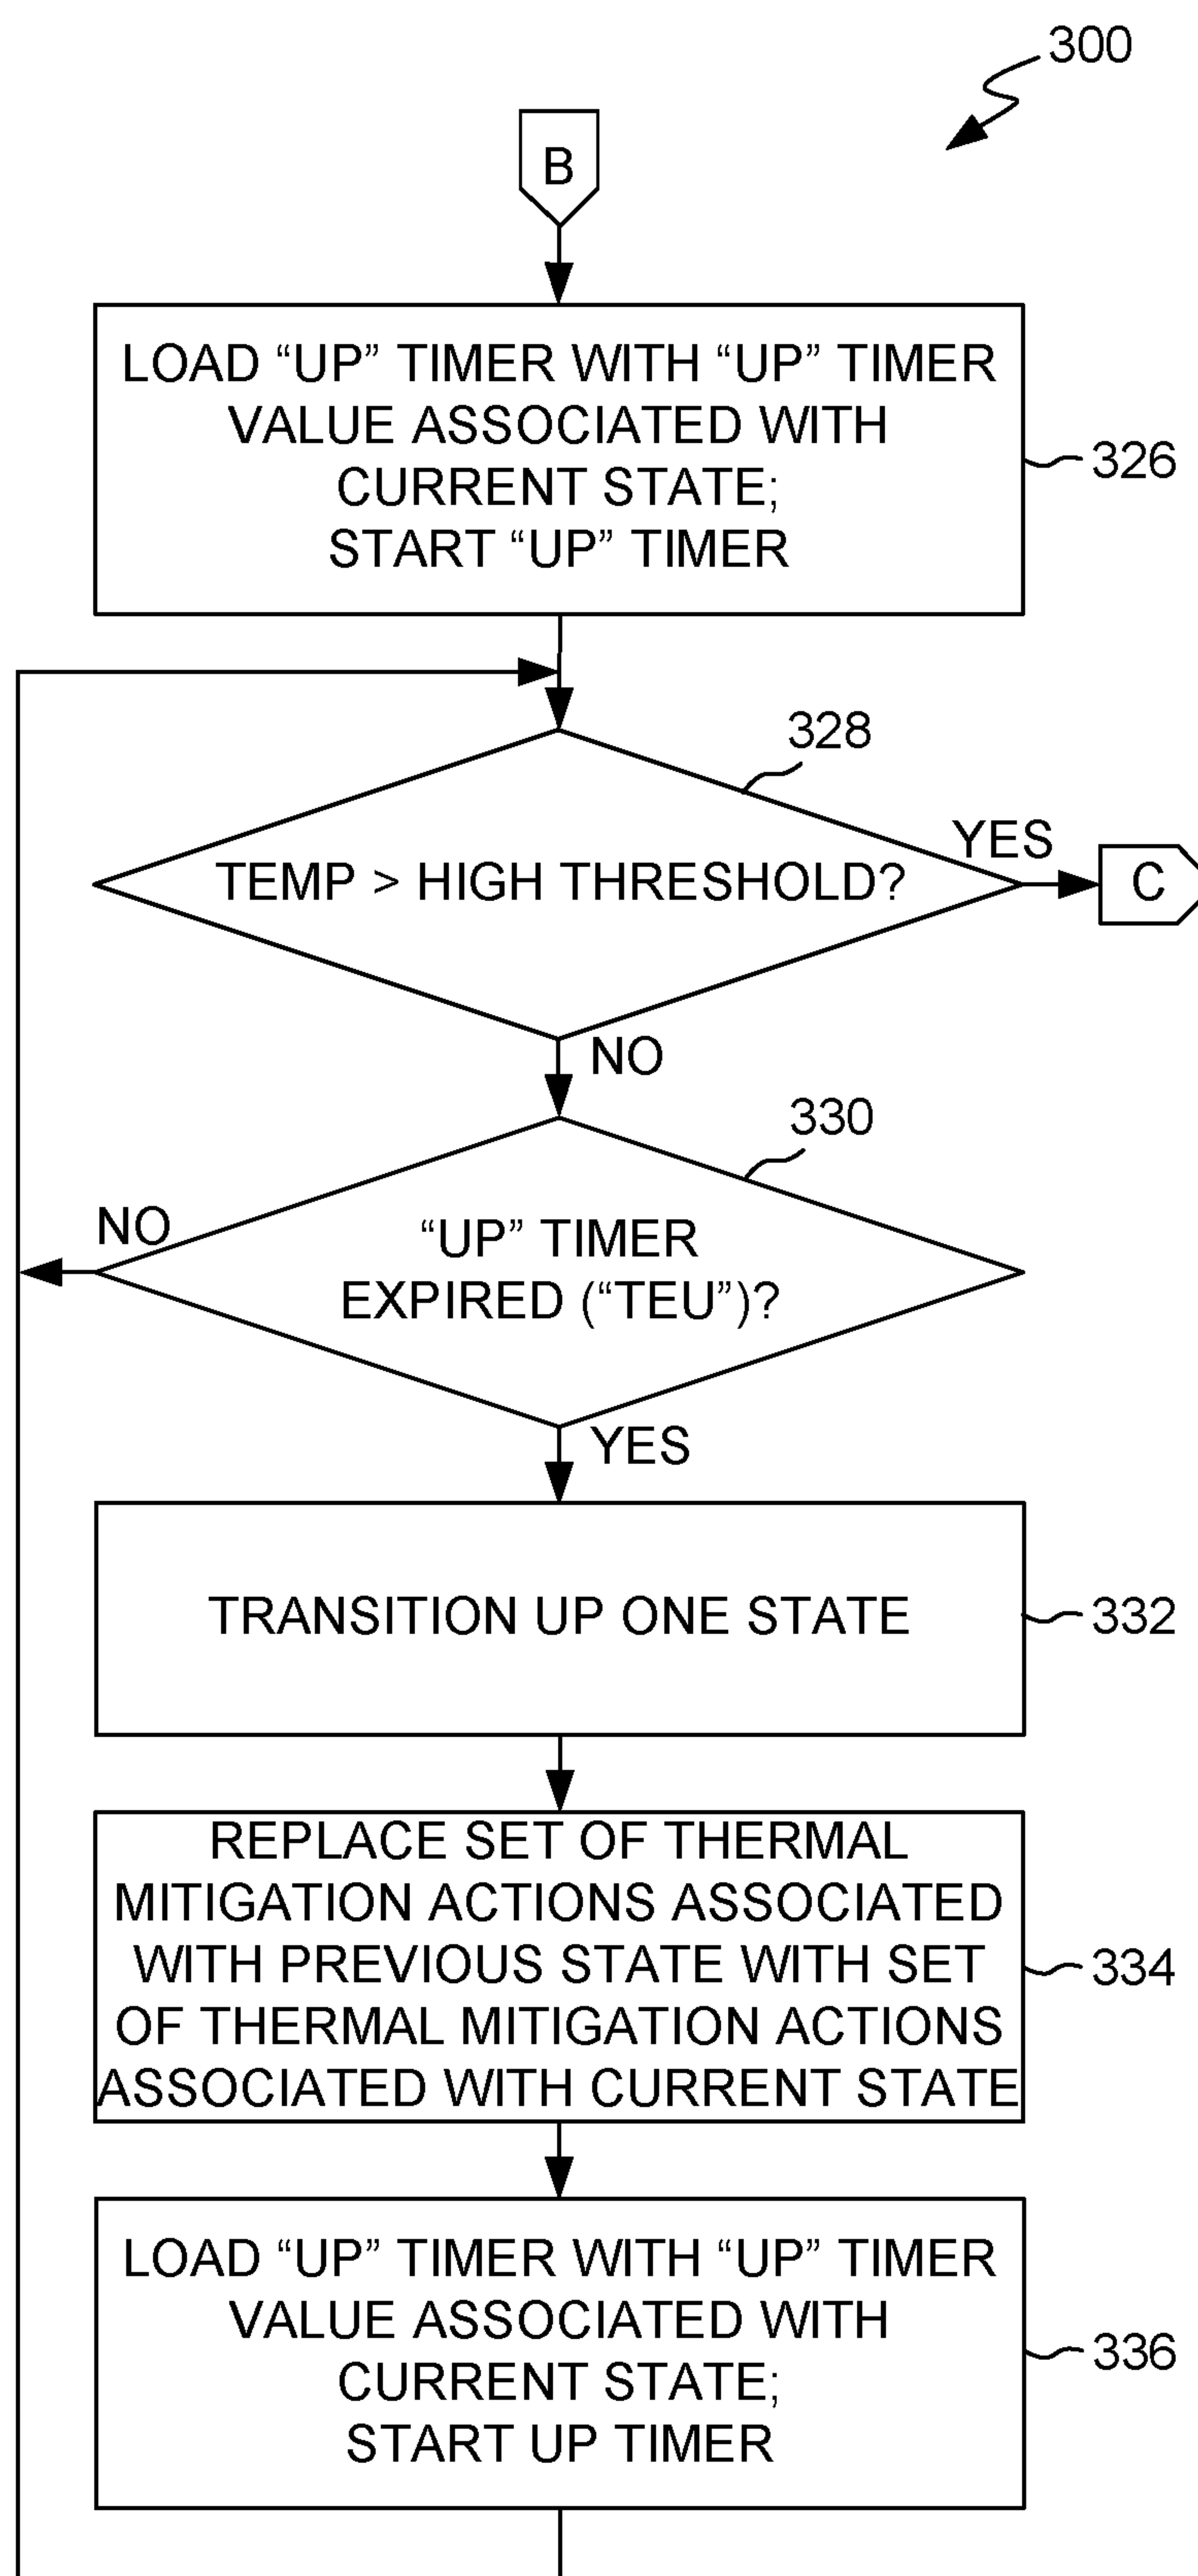 300
B
LOAD “UP” TIMER WITH “UP” TIMER
VALUE ASSOCIATED WITH
CURRENT STATE;
START “UP” TIMER
326
328
TEMP > HIGH THRESHOLD?
YES
C
NO
330
“UP” TIMER
EXPIRED (“TEU”)?
NO
YES
TRANSITION UP ONE STATE
332
REPLACE SET OF THERMAL
MITIGATION ACTIONS ASSOCIATED
WITH PREVIOUS STATE WITH SET
OF THERMAL MITIGATION ACTIONS
ASSOCIATED WITH CURRENT STATE
334
LOAD “UP” TIMER WITH “UP” TIMER
VALUE ASSOCIATED WITH
CURRENT STATE;
START UP TIMER
336